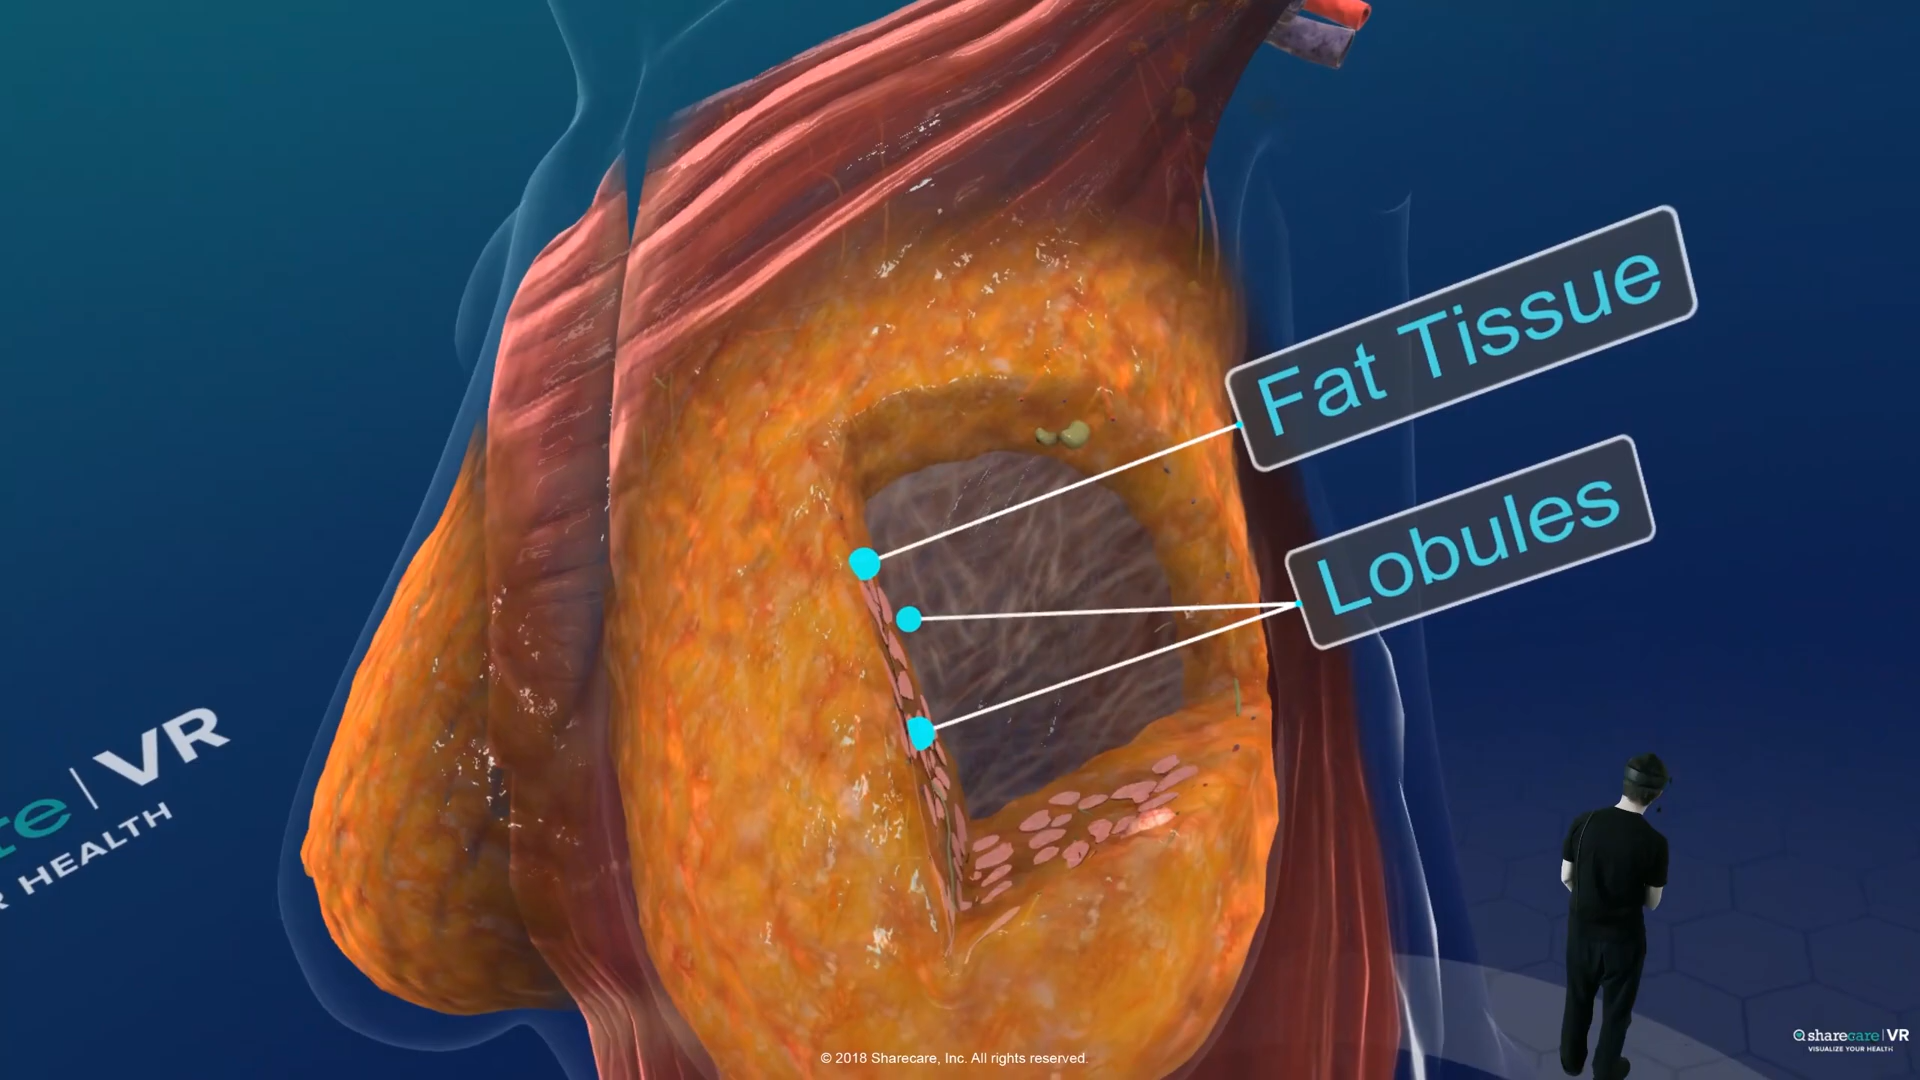 Fat Tissue
Lobules
VR
HEALTH
© 2018 Sharecare, Inc. All rights reserved.
sharecare|VR
VISUALIZE YOUR HEALTH